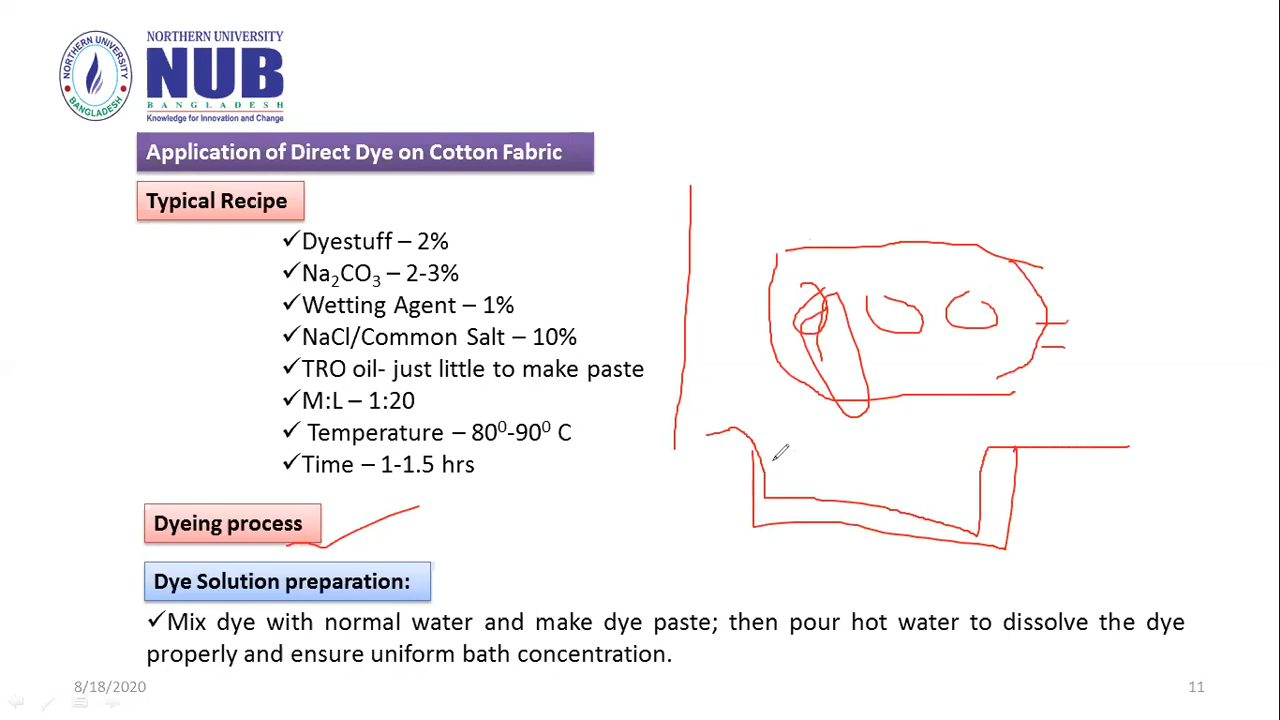 NORTHERN UNIVERSITY
BANGLADESH
NORTHERN UNIVERSITY
NUB
BANGLADESH
Knowledge for Innovation and Change
Application of Direct Dye on Cotton Fabric
Typical Recipe
✓Dyestuff – 2%
✓Na₂CO₃ – 2-3%
✓Wetting Agent – 1%
✓NaCl/Common Salt – 10%
✓TRO oil- just little to make paste
✓M:L – 1:20
✓ Temperature – 80⁰-90⁰ C
✓Time – 1-1.5 hrs
Dyeing process
Dye Solution preparation:
✓Mix dye with normal water and make dye paste; then pour hot water to dissolve the dye
properly and ensure uniform bath concentration.
8/18/2020
11